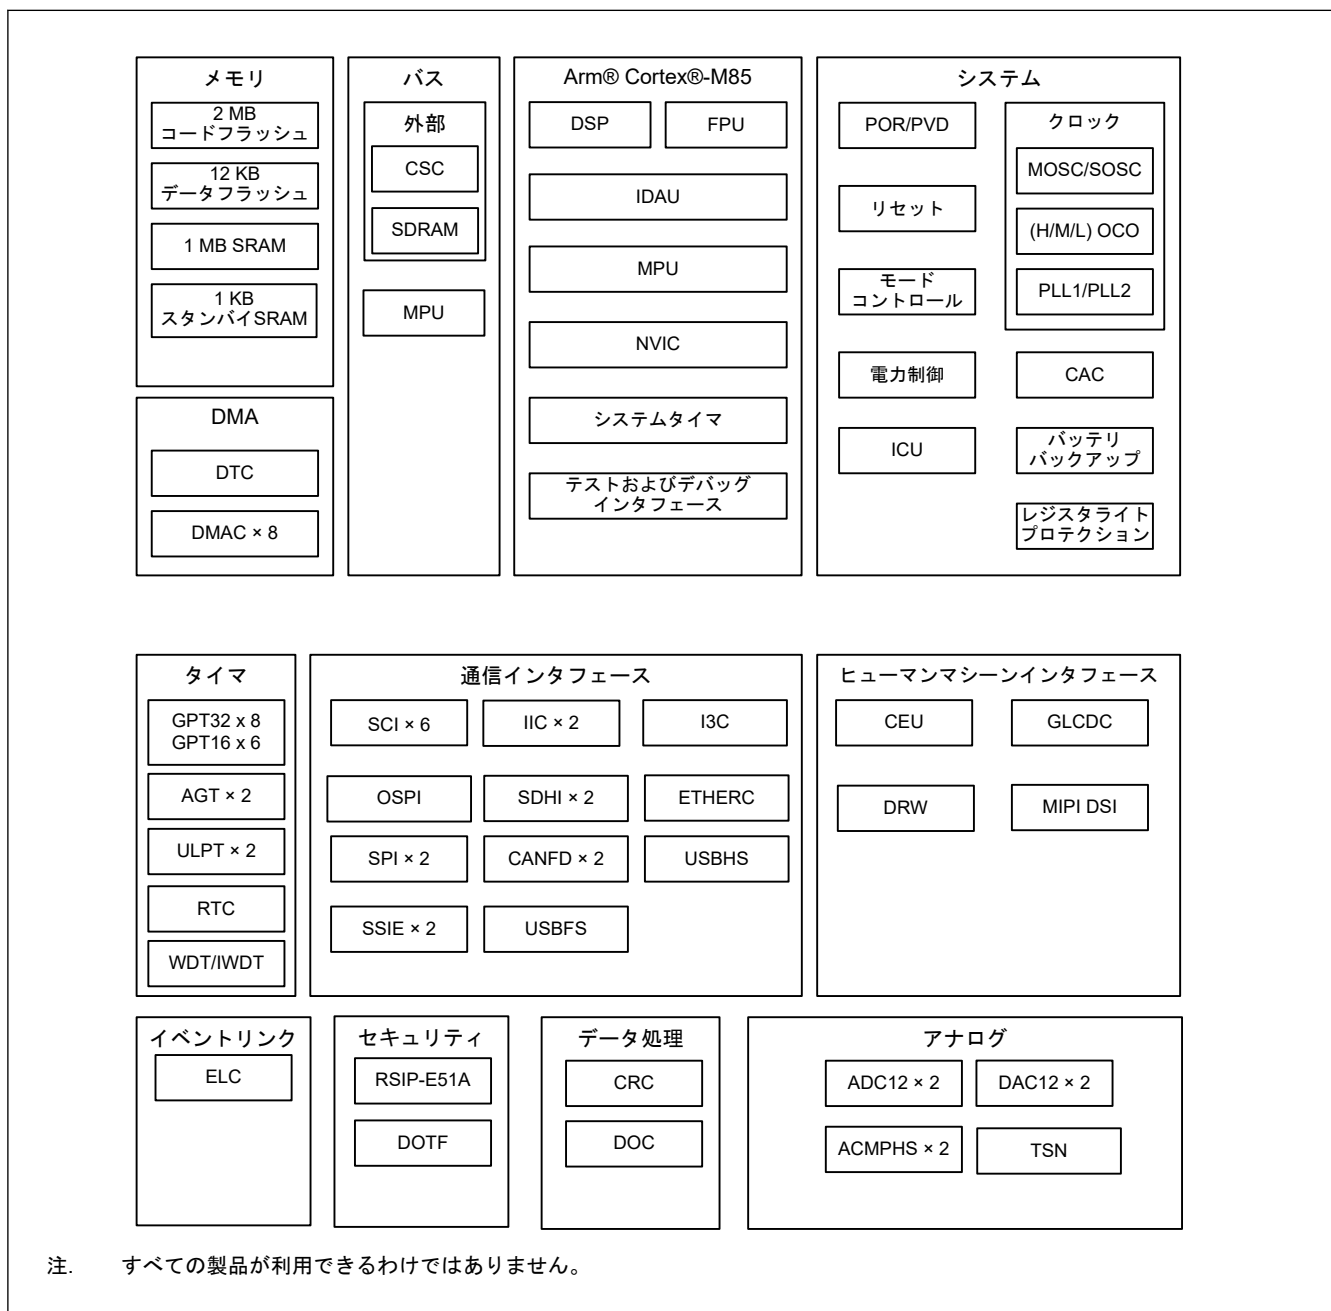 メモリ
2 MB
コードフラッシュ
12 KB
データフラッシュ
1 MB SRAM
1 KB
スタンバイSRAM
DMA
DTC
DMAC × 8
バス
外部
CSC
SDRAM
MPU
Arm® Cortex®-M85
DSP
FPU
IDAU
MPU
NVIC
システムタイマ
テストおよびデバッグ
インタフェース
システム
POR/PVD
リセット
モード
コントロール
電力制御
ICU
クロック
MOSC/SOSC
(H/M/L) OCO
PLL1/PLL2
CAC
バッテリ
バックアップ
レジスタライト
プロテクション
タイマ
GPT32 x 8
GPT16 x 6
AGT × 2
ULPT × 2
RTC
WDT/IWDT
通信インタフェース
SCI × 6
IIC × 2
I3C
OSPI
SDHI × 2
ETHERC
SPI × 2
CANFD × 2
USBHS
SSIE × 2
USBFS
ヒューマンマシーンインタフェース
CEU
GLCDC
DRW
MIPI DSI
イベントリンク
ELC
セキュリティ
RSIP-E51A
DOTF
データ処理
CRC
DOC
アナログ
ADC12 × 2
DAC12 × 2
ACMPHS × 2
TSN
注. すべての製品が利用できるわけではありません。